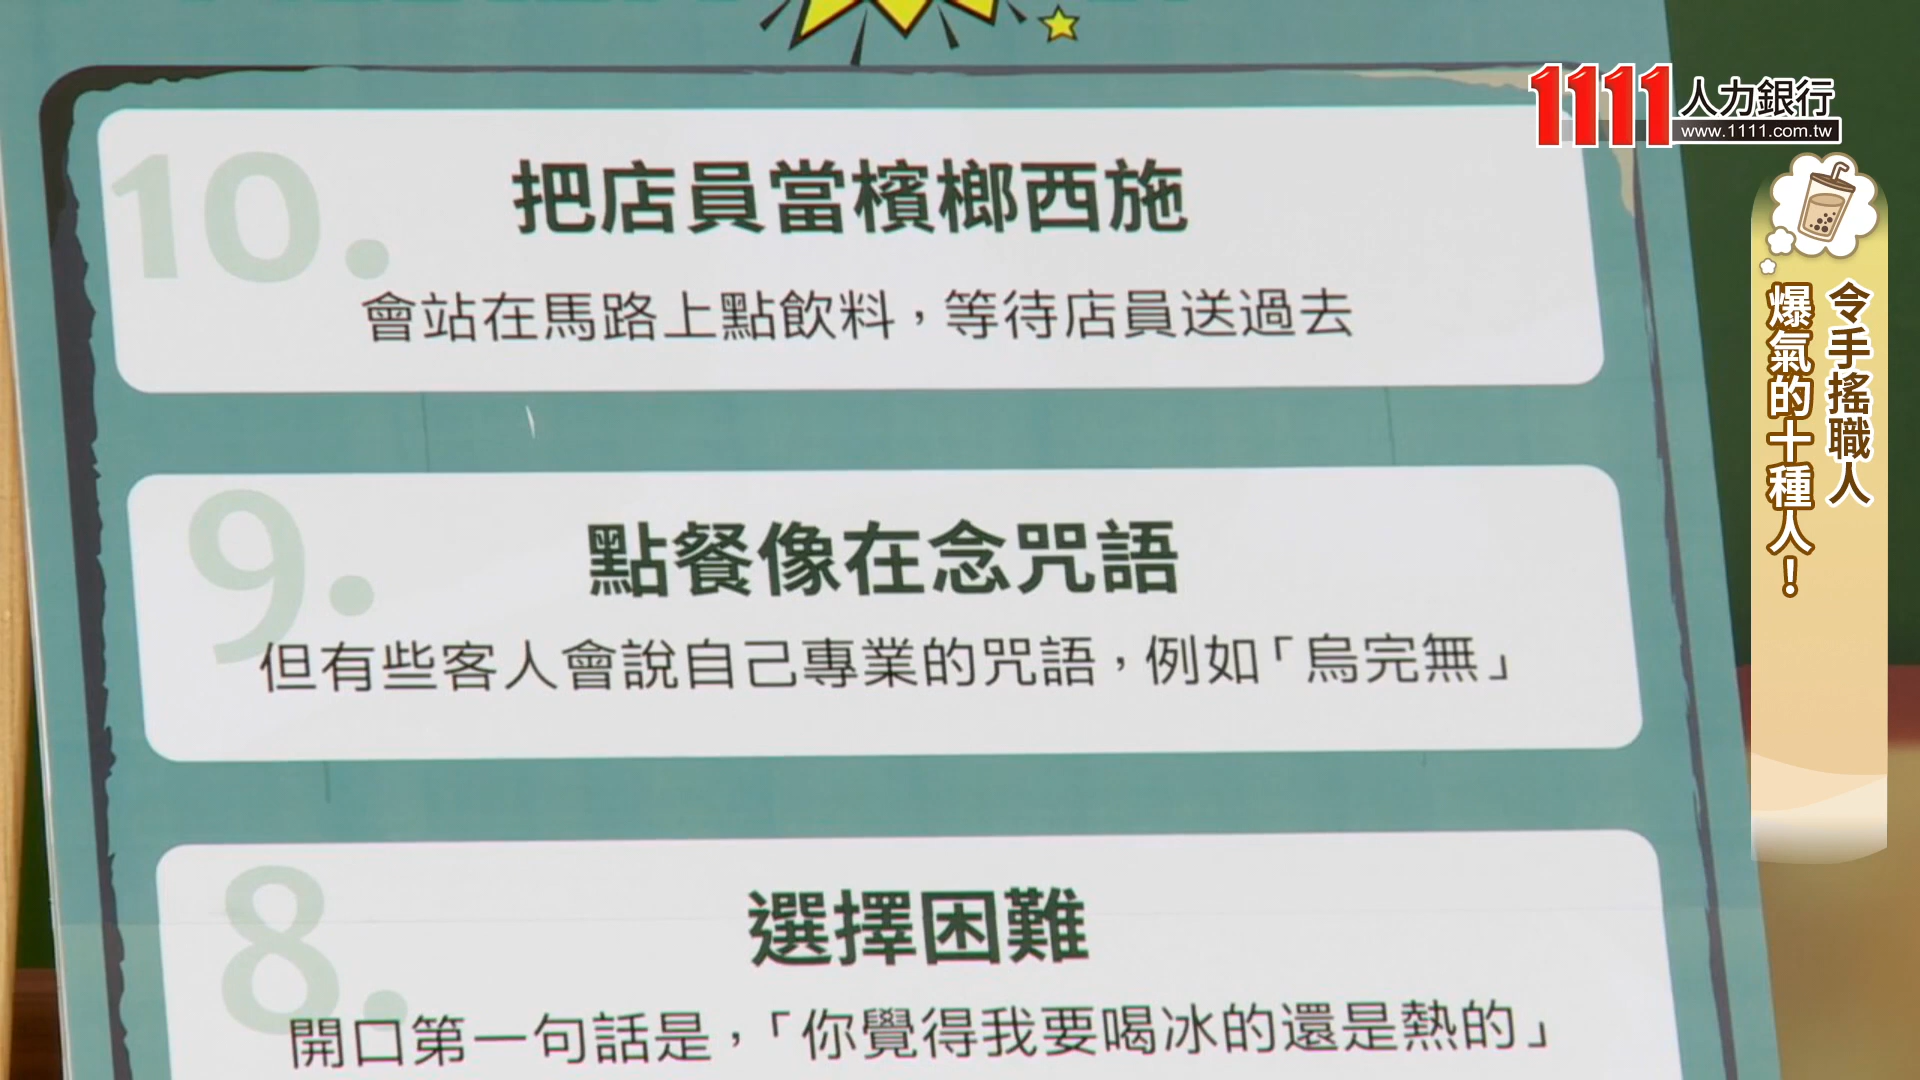 1111 人力銀行
www.1111.com.tw
令手搖職人
爆氣的十種人！
10.
把店員當檳榔西施
會站在馬路上點飲料，等待店員送過去
9.
點餐像在念咒語
但有些客人會說自己專業的咒語，例如「烏完無」
8.
選擇困難
開口第一句話是，「你覺得我要喝冰的還是熱的」